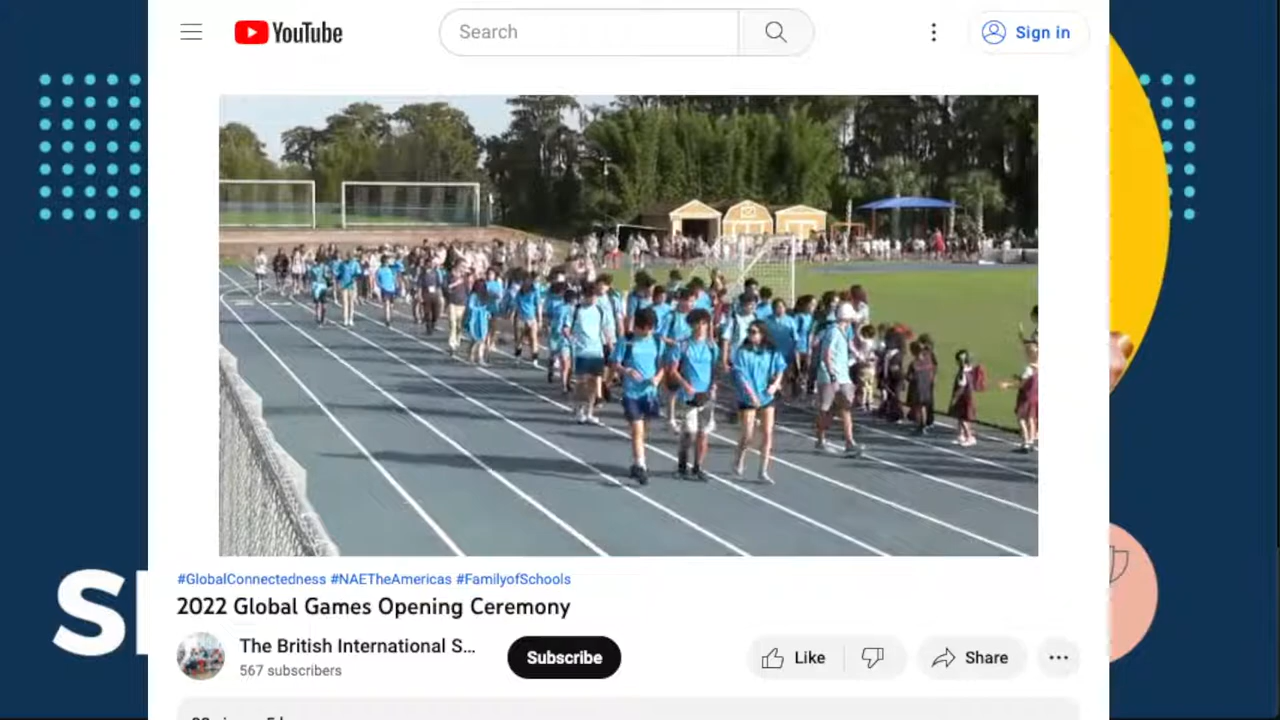 YouTube
Search
Sign in
#GlobalConnectedness #NAETheAmericas #FamilyofSchools
2022 Global Games Opening Ceremony
The British International S...
567 subscribers
Subscribe
Like
Share